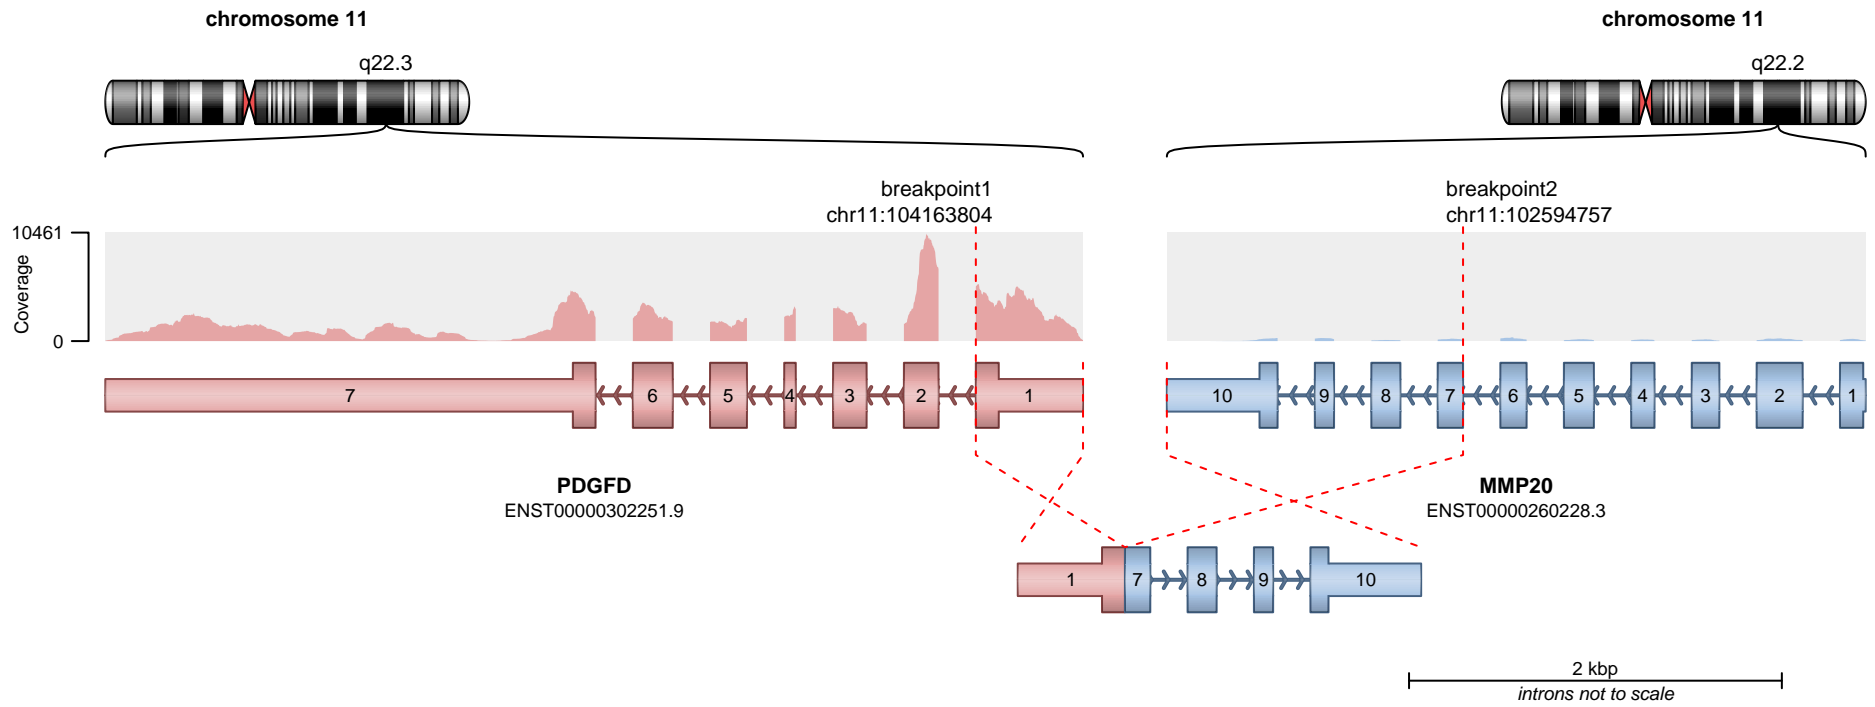 chromosome 11
chromosome 11
q22.3
q22.2
breakpoint1
chr11:104163804
breakpoint2
chr11:102594757
10461
Coverage
0
7 6 5 4 3 2 1
10 9 8 7 6 5 4 3 2 1
PDGFD
ENST00000302251.9
MMP20
ENST00000260228.3
1 7 8 9 10
2 kbp
introns not to scale